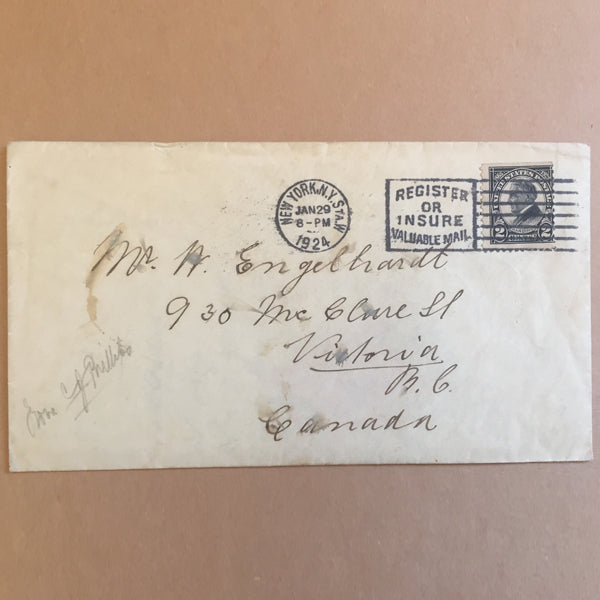 NEW YORK, N.Y. STA. W
JAN 29
8-PM
1924
REGISTER
OR
INSURE
VALUABLE MAIL
UNITED STATES POSTAGE
2 2
Mr. H. Engelhardt
930 McClure St
Victoria
B.C.
Canada